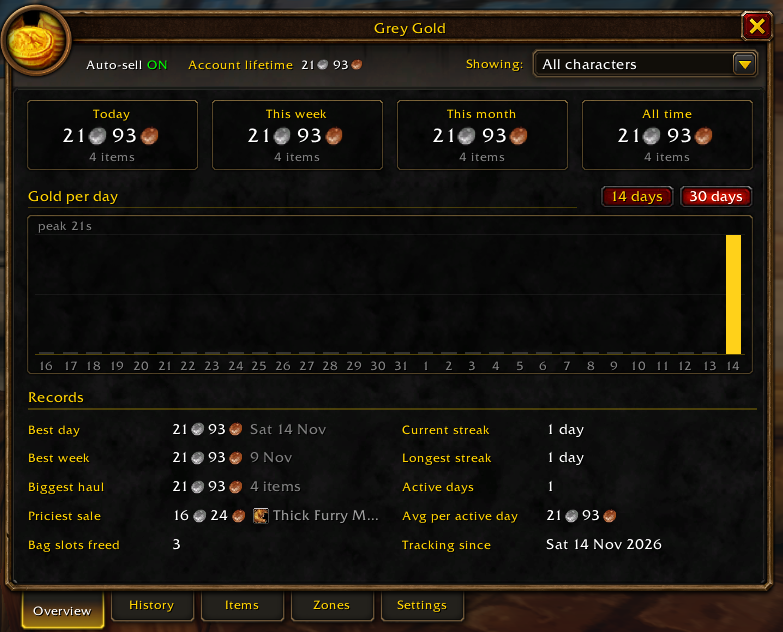 Grey Gold
Auto-sell ON Account lifetime 21 93 Showing: All characters
Today This week This month All time
21 93 21 93 21 93 21 93
4 items 4 items 4 items 4 items
Gold per day 14 days 30 days
peak 21s
16 17 18 19 20 21 22 23 24 25 26 27 28 29 30 31 1 2 3 4 5 6 7 8 9 10 11 12 13 14
Records
Best day 21 93 Sat 14 Nov Current streak 1 day
Best week 21 93 9 Nov Longest streak 1 day
Biggest haul 21 93 4 items Active days 1
Priciest sale 16 24 Thick Furry M... Avg per active day 21 93
Bag slots freed 3 Tracking since Sat 14 Nov 2026
Overview History Items Zones Settings